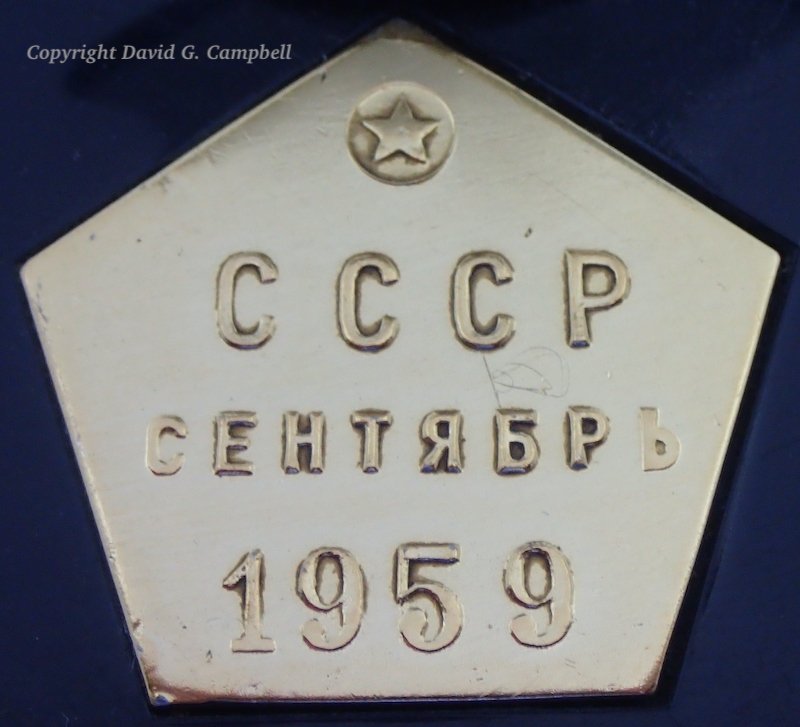 Copyright David G. Campbell
СССР
СЕНТЯБРЬ
1959